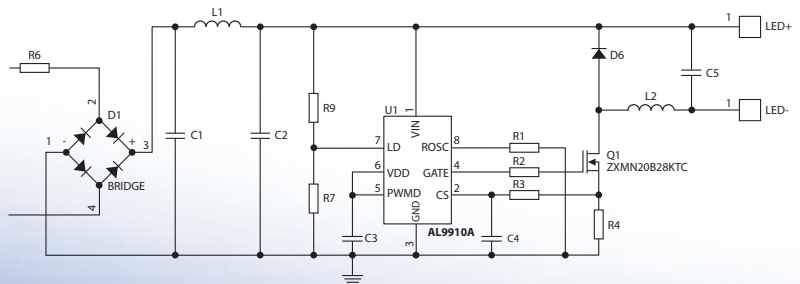 L1
1
LED+
R6
D6
2
C5
D1
R9
U1
L2
1
LED-
1
-
+
3
C1
C2
1
VIN
7
LD
ROSC
8
R1
Q1
ZXMN20B28KTC
6
VDD
GATE
4
R2
BRIDGE
R7
5
PWMD
CS
2
R3
GND
4
C3
3
AL9910A
C4
R4